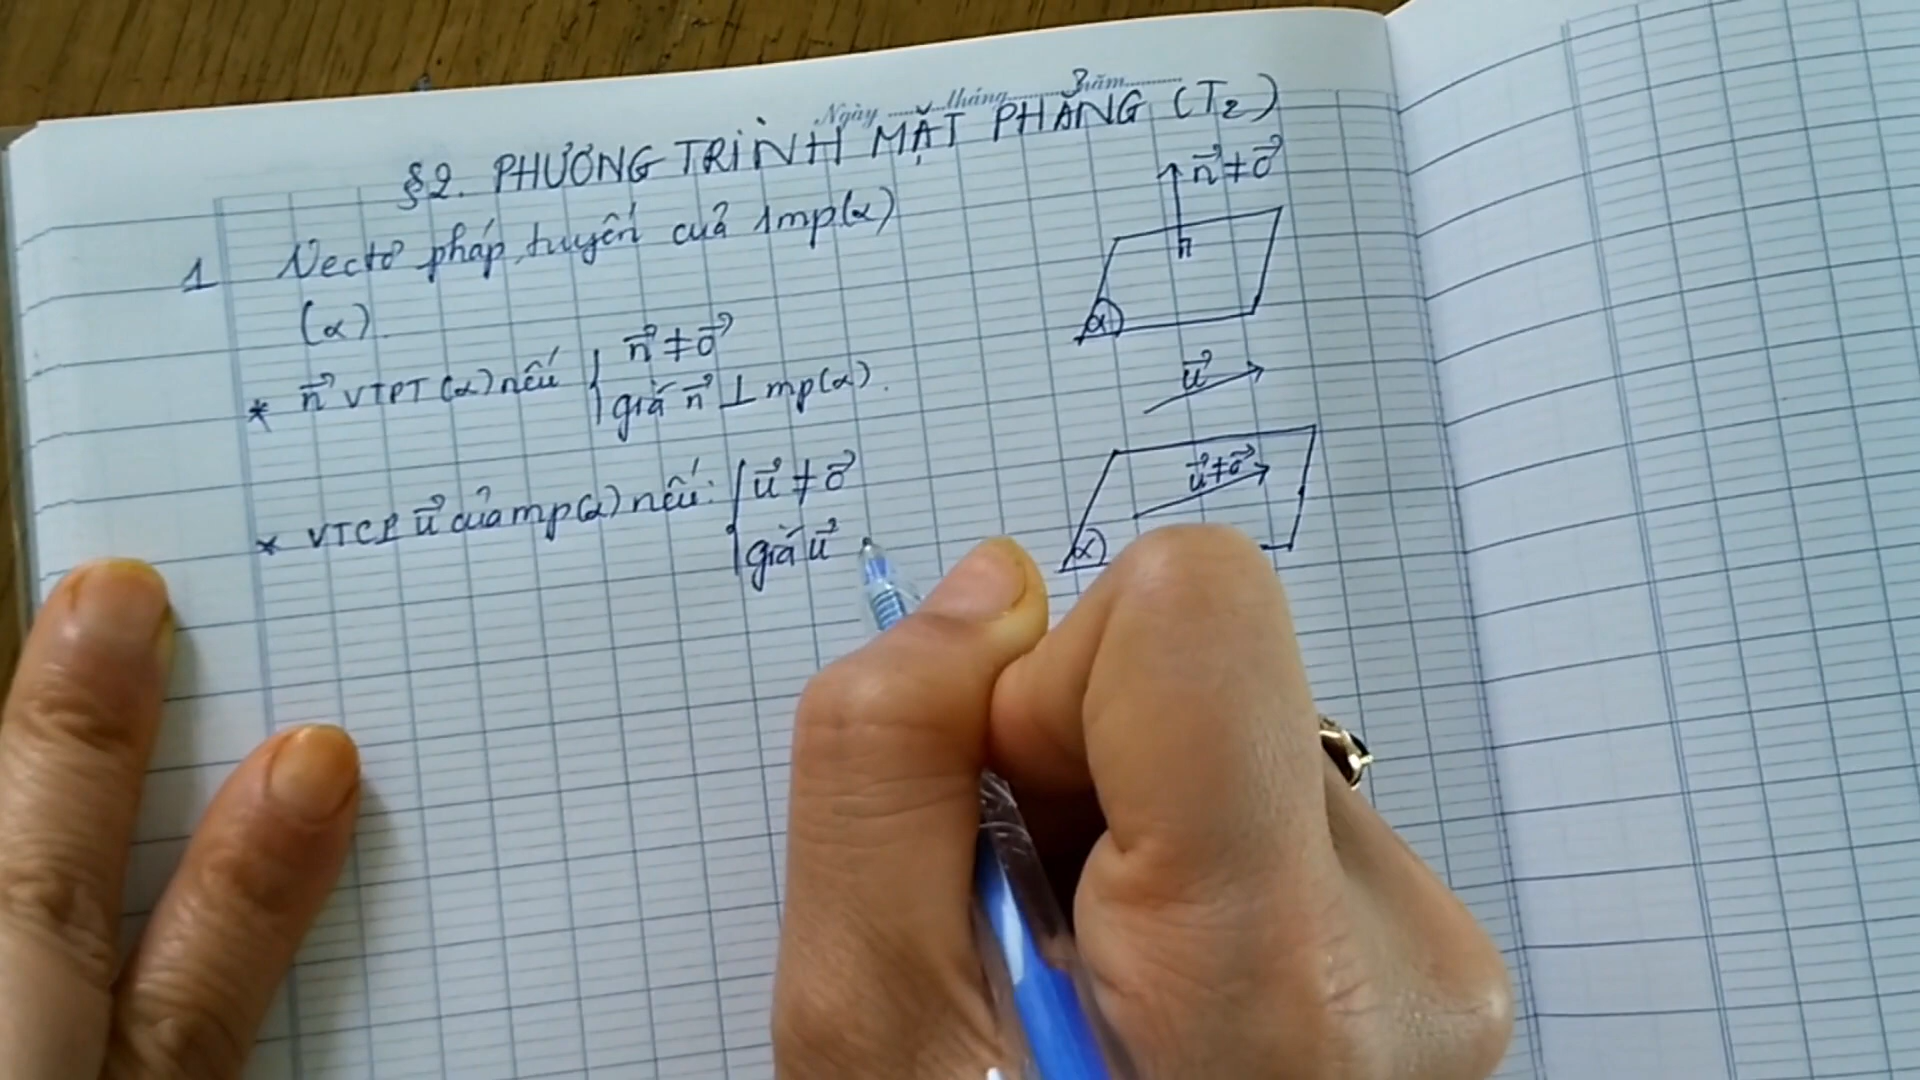 Ngày ........ tháng ........ năm ........
§2. PHƯƠNG TRÌNH MẶT PHẲNG (T2)
1 Vectơ pháp tuyến của 1mp(α)
(α)
n⃗ ≠ 0⃗
α
* n⃗ VTPT (α) nếu { n⃗ ≠ 0⃗
giá n⃗ ⊥ mp(α).
u⃗
* VTCP u⃗ của mp(α) nếu: { u⃗ ≠ 0⃗
giá u⃗
u⃗ ≠ 0⃗
α